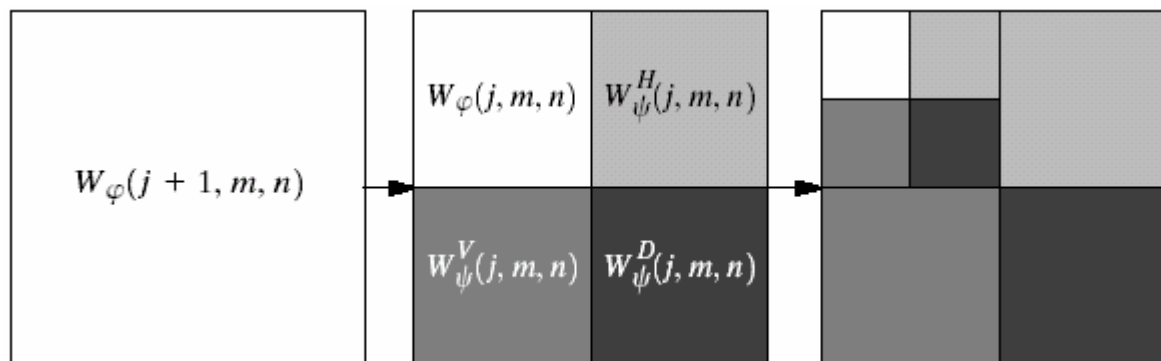 W_φ(j + 1, m, n)
W_φ(j, m, n)
W_ψ^H(j, m, n)
W_ψ^V(j, m, n)
W_ψ^D(j, m, n)